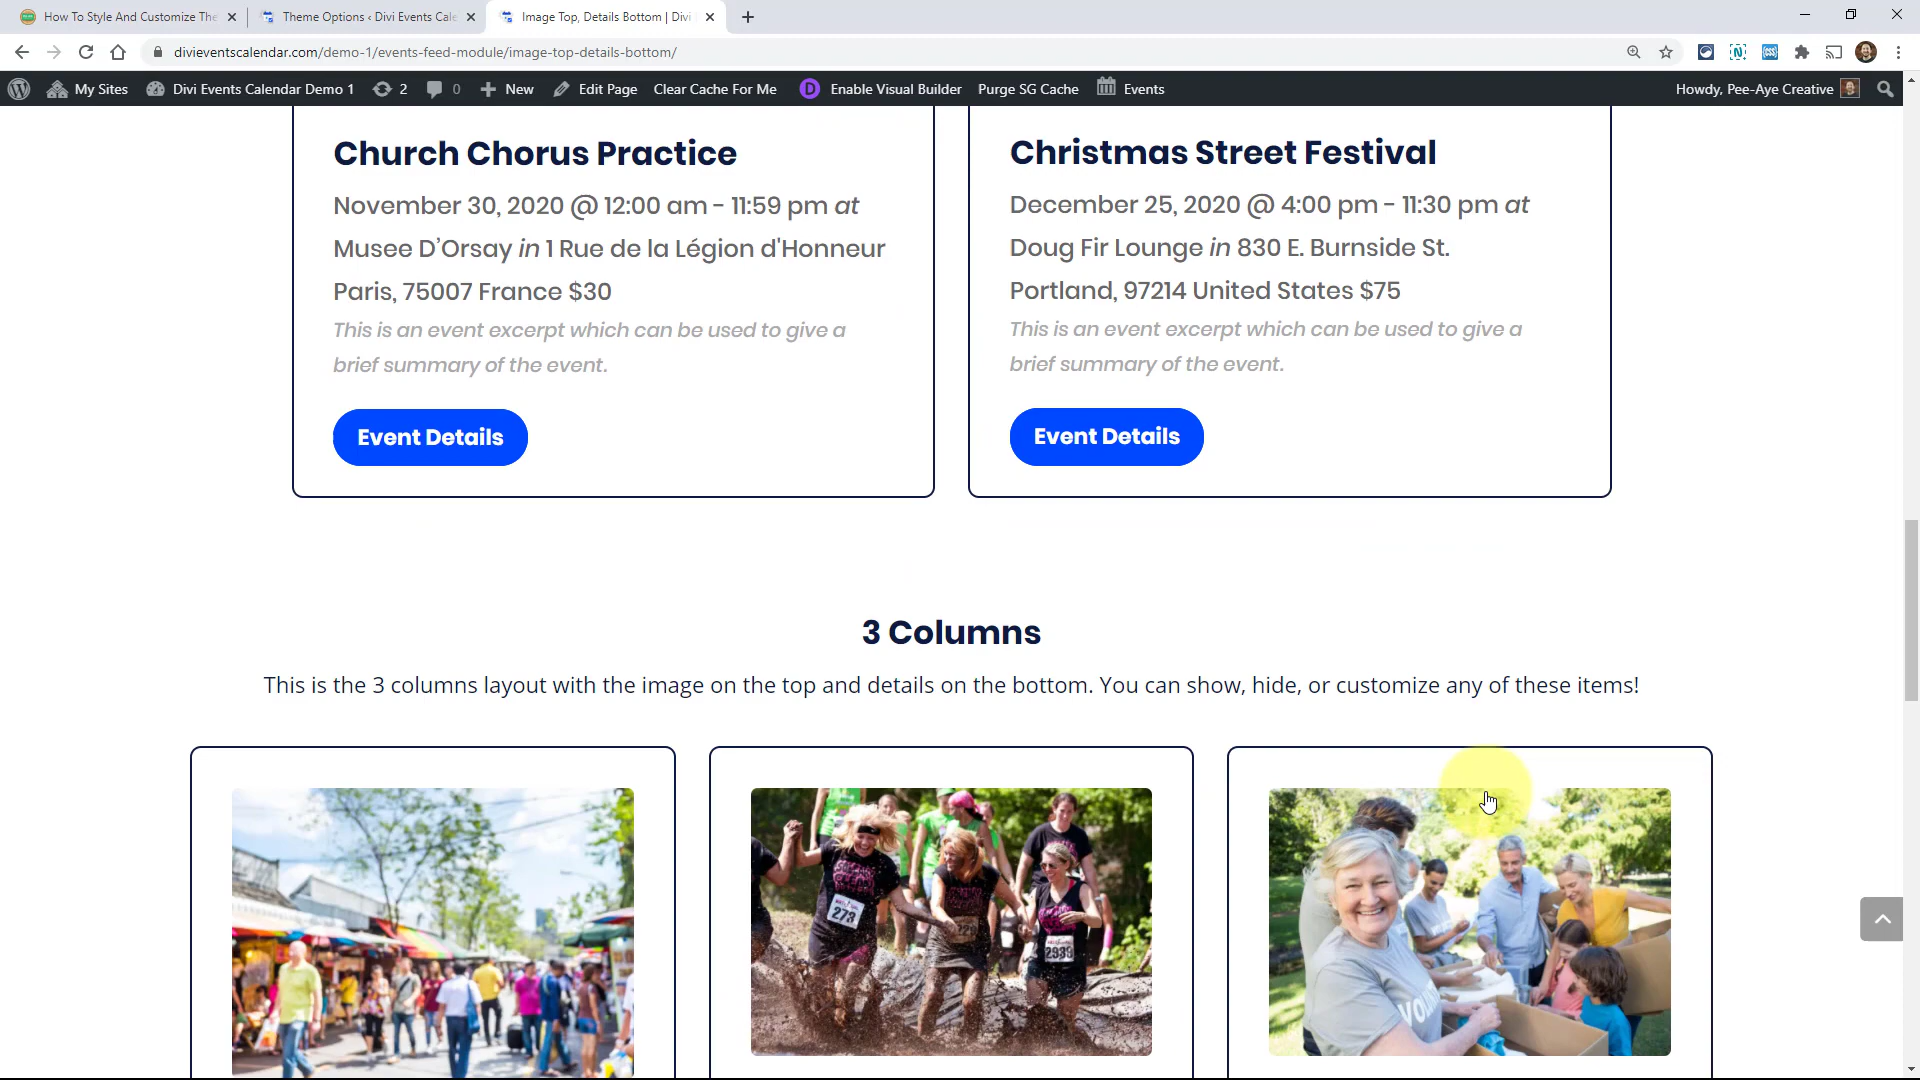 How To Style And Customize The
Theme Options ‹ Divi Events Cale
Image Top, Details Bottom | Divi
divieventscalendar.com/demo-1/events-feed-module/image-top-details-bottom/
My Sites
Divi Events Calendar Demo 1
2
0
New
Edit Page
Clear Cache For Me
D
Enable Visual Builder
Purge SG Cache
Events
Howdy, Pee-Aye Creative
Church Chorus Practice
November 30, 2020 @ 12:00 am - 11:59 pm at
Musee D’Orsay in 1 Rue de la Légion d'Honneur
Paris, 75007 France $30
This is an event excerpt which can be used to give a
brief summary of the event.
Event Details
Christmas Street Festival
December 25, 2020 @ 4:00 pm - 11:30 pm at
Doug Fir Lounge in 830 E. Burnside St.
Portland, 97214 United States $75
This is an event excerpt which can be used to give a
brief summary of the event.
Event Details
3 Columns
This is the 3 columns layout with the image on the top and details on the bottom. You can show, hide, or customize any of these items!
273
2939